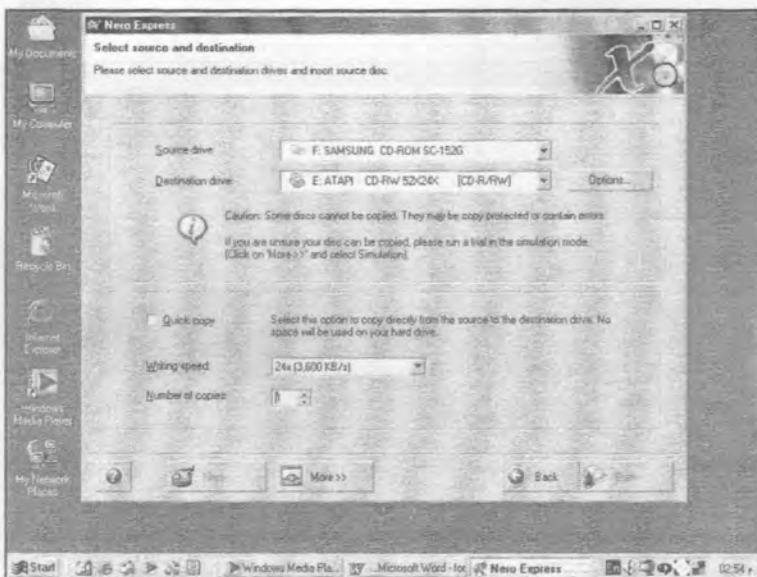 Nero Express
Select source and destination
Please select source and destination drives and insert source disc.
My Documents
My Computer
Microsoft Word
Recycle Bin
Internet Explorer
Windows Media Player
My Network Places
Source drive: F: SAMSUNG CD-ROM SC-152G
Destination drive: E: ATAPI CD-RW 52X24X [CD-R/RW] Options...
Caution: Some discs cannot be copied. They may be copy protected or contain errors.
If you are unsure your disc can be copied, please run a trial in the simulation mode.
(Click on 'More >>' and select Simulation).
Quick copy
Select this option to copy directly from the source to the destination drive. No
space will be used on your hard drive.
Writing speed: 24x (3,600 KB/s)
Number of copies: 1
More >> Back
Start Windows Media Pla... ...Microsoft Word - Nero Express En 02:54 م